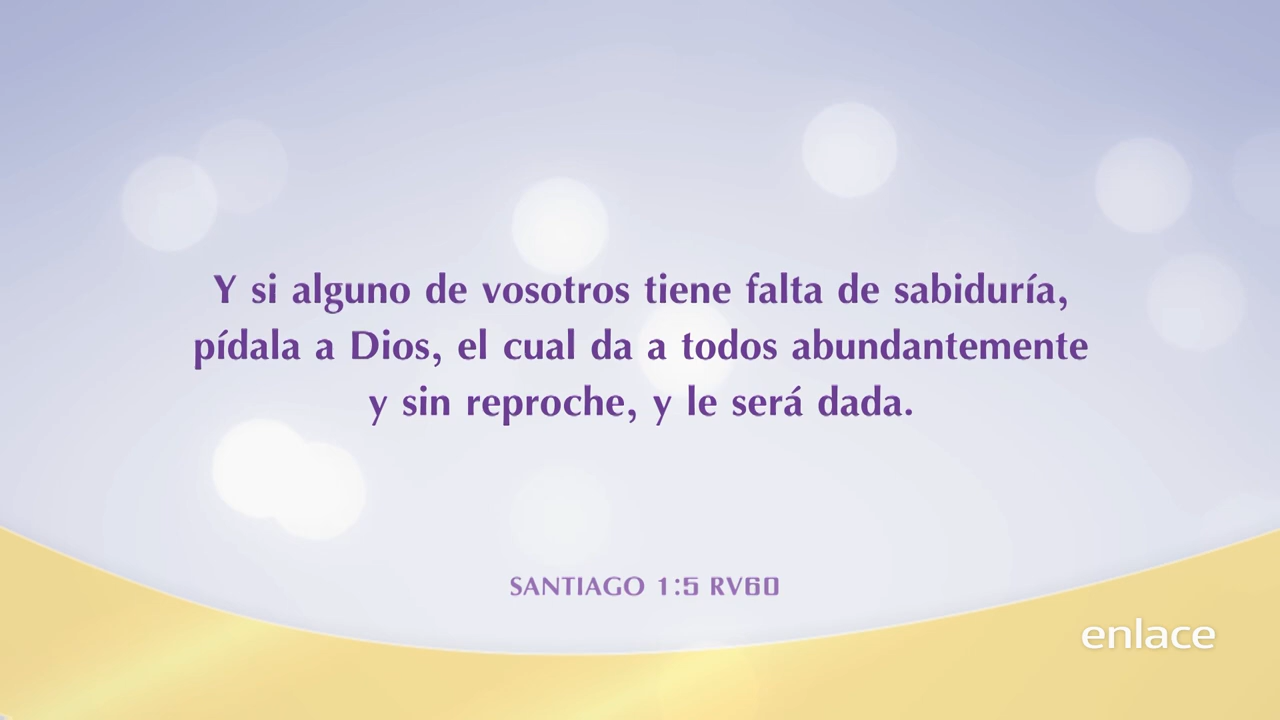 Y si alguno de vosotros tiene falta de sabiduría,
pídala a Dios, el cual da a todos abundantemente
y sin reproche, y le será dada.
SANTIAGO 1:5 RV60
enlace